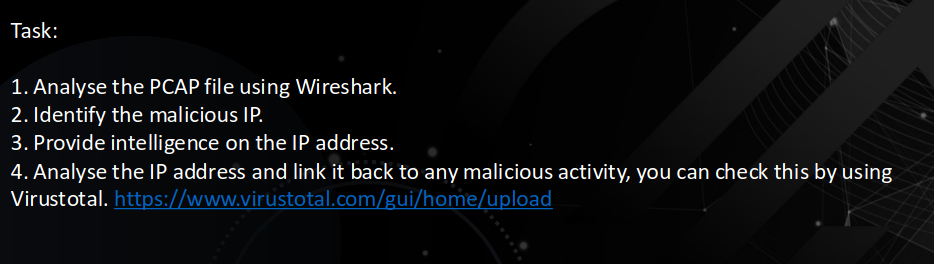 Task:
1. Analyse the PCAP file using Wireshark.
2. Identify the malicious IP.
3. Provide intelligence on the IP address.
4. Analyse the IP address and link it back to any malicious activity, you can check this by using
Virustotal. https://www.virustotal.com/gui/home/upload